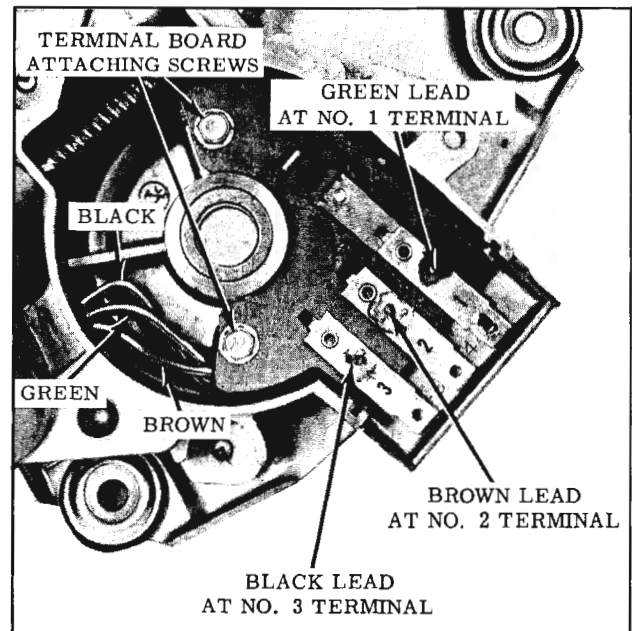 TERMINAL BOARD
ATTACHING SCREWS
GREEN LEAD
AT NO. 1 TERMINAL
BLACK
1
2
3
GREEN
BROWN
BROWN LEAD
AT NO. 2 TERMINAL
BLACK LEAD
AT NO. 3 TERMINAL